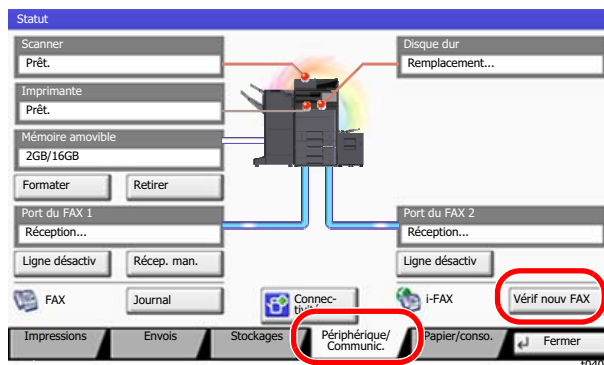 Statut
Scanner
Prêt.
Disque dur
Remplacement...
Imprimante
Prêt.
Mémoire amovible
2GB/16GB
Formater
Retirer
Port du FAX 1
Réception...
Port du FAX 2
Réception...
Ligne désactiv
Récep. man.
Ligne désactiv
FAX
Journal
Connec-
tivité
i-FAX
Vérif nouv FAX
Impressions
Envois
Stockages
Périphérique/
Communic.
Papier/conso.
Fermer